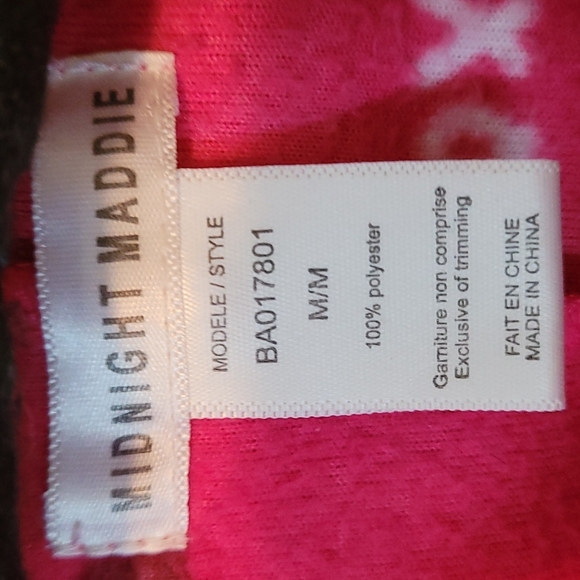 MIDNIGHT MADDIE
MODELE / STYLE
BA017801
M/M
100% polyester
Garniture non comprise
Exclusive of trimming
FAIT EN CHINE
MADE IN CHINA